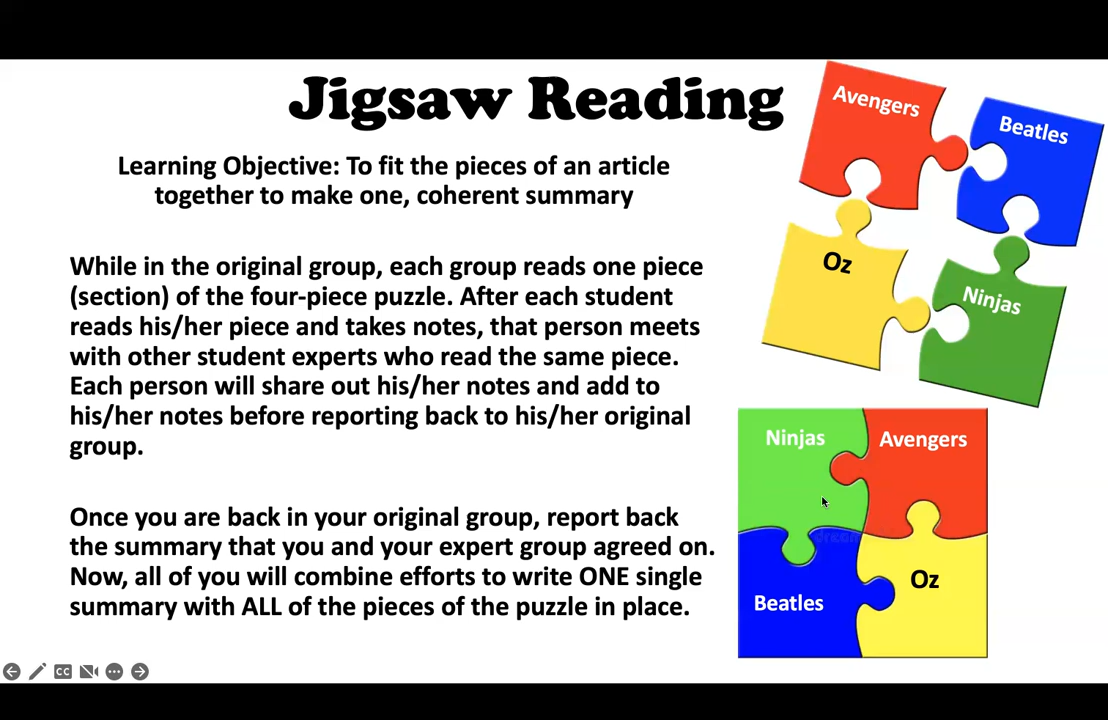 Jigsaw Reading
Learning Objective: To fit the pieces of an article
together to make one, coherent summary
While in the original group, each group reads one piece
(section) of the four-piece puzzle. After each student
reads his/her piece and takes notes, that person meets
with other student experts who read the same piece.
Each person will share out his/her notes and add to
his/her notes before reporting back to his/her original
group.
Once you are back in your original group, report back
the summary that you and your expert group agreed on.
Now, all of you will combine efforts to write ONE single
summary with ALL of the pieces of the puzzle in place.
Avengers
Beatles
Oz
Ninjas
Ninjas
Avengers
Beatles
Oz
CC